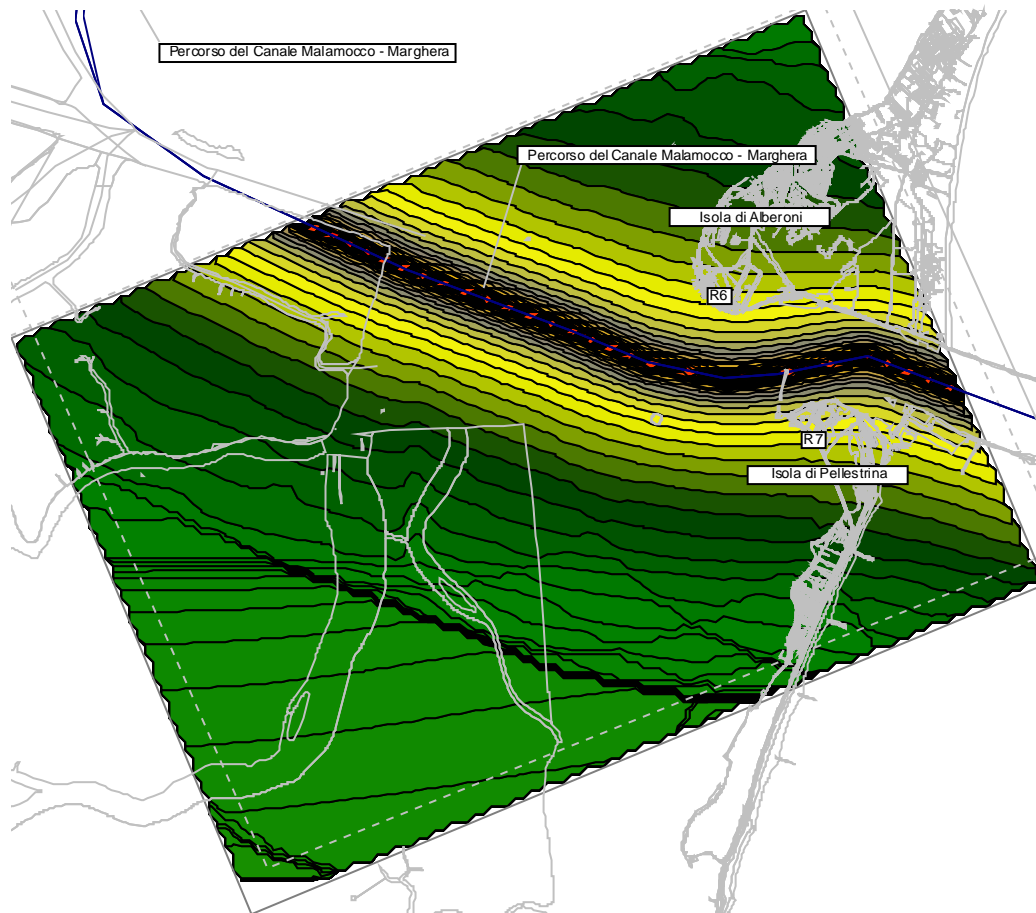 Percorso del Canale Malamocco - Marghera
Percorso del Canale Malamocco - Marghera
Isola di Alberoni
R6
R7
Isola di Pellestrina